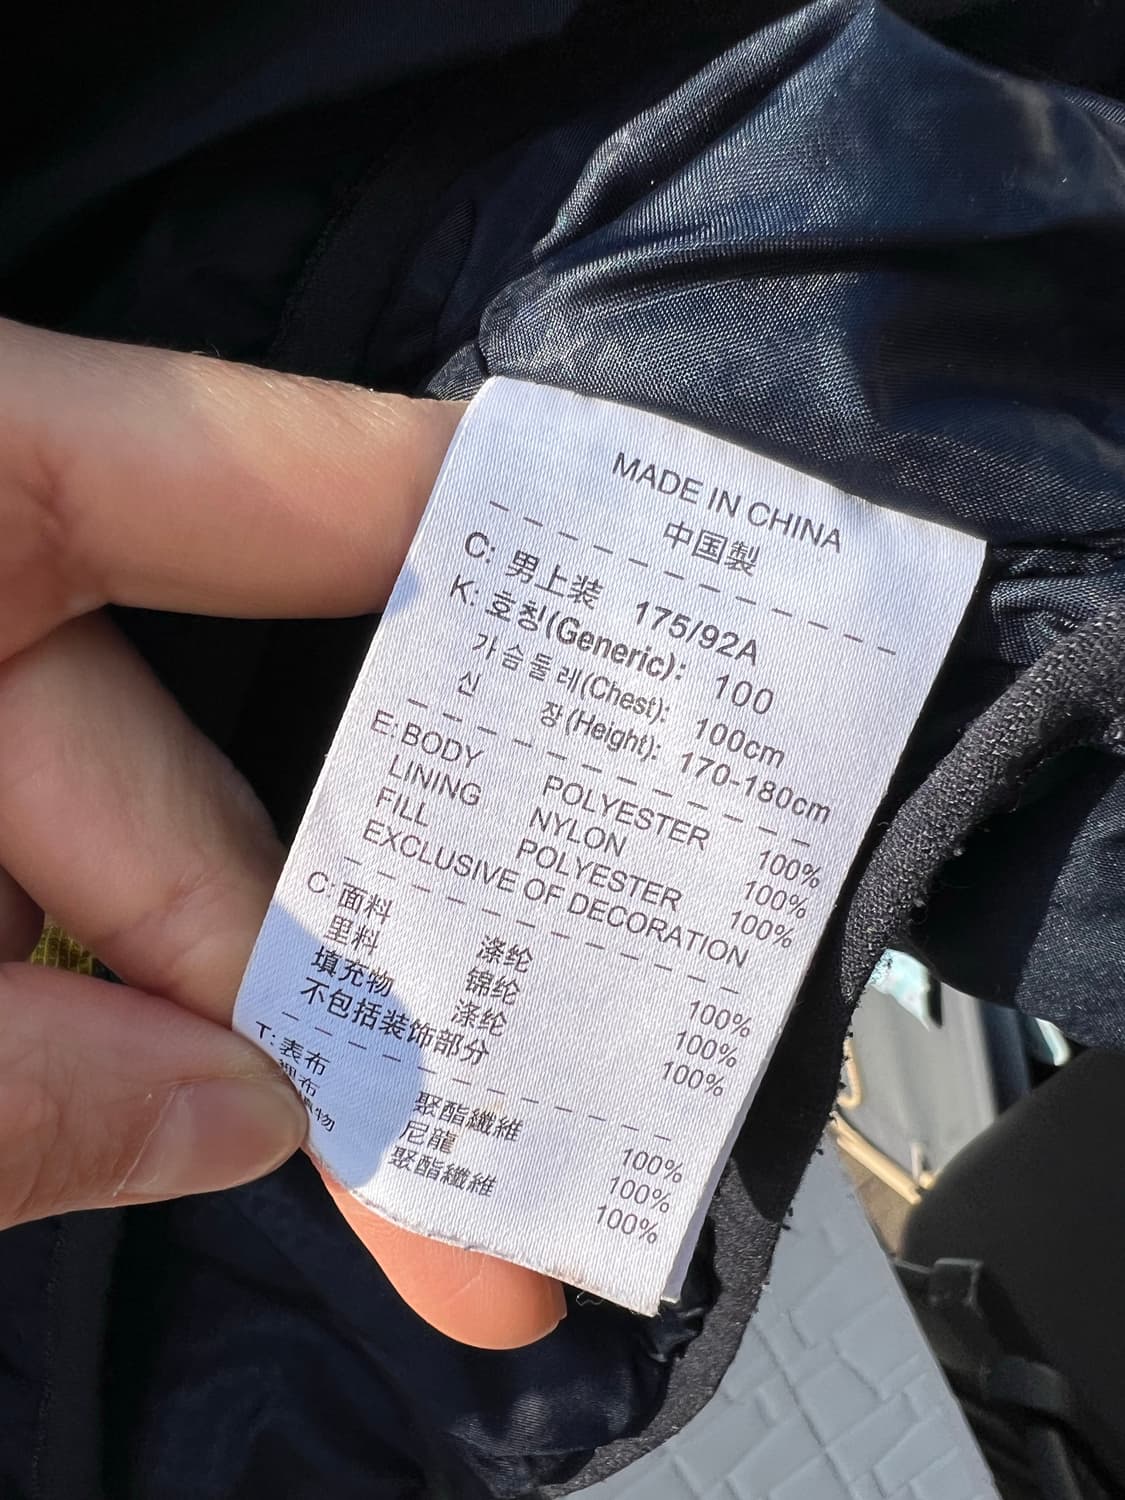 MADE IN CHINA
中国製
C: 男上装 175/92A
K: 호칭(Generic): 100
가슴둘레(Chest): 100cm
신 장(Height): 170-180cm
E: BODY POLYESTER 100%
LINING NYLON 100%
FILL POLYESTER 100%
EXCLUSIVE OF DECORATION
C: 面料 涤纶 100%
里料 锦纶 100%
填充物 涤纶 100%
不包括装饰部分
T: 表布 聚酯纖維 100%
裡布 尼龍 100%
物 聚酯纖維 100%